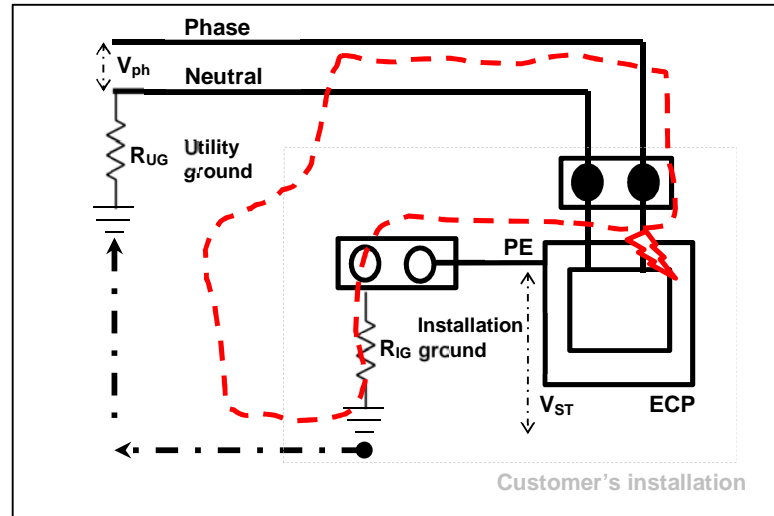 Phase
Vph
Neutral
RUG Utility
ground
PE
Installation
RIG ground
VST ECP
Customer's installation